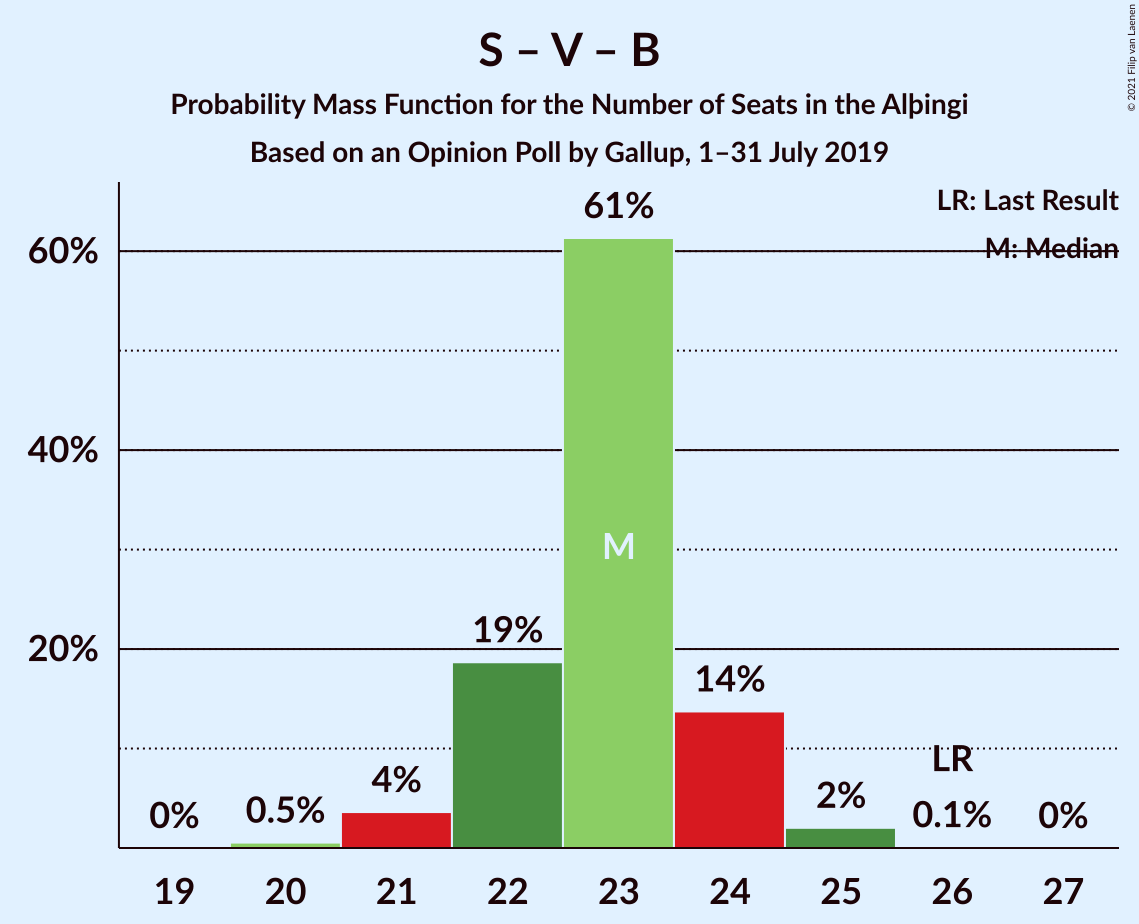 S – V – B
Probability Mass Function for the Number of Seats in the Alþingi
Based on an Opinion Poll by Gallup, 1–31 July 2019
© 2021 Filip van Laenen
LR: Last Result
M: Median
60%
40%
20%
0%
0.5%
4%
19%
61%
M
14%
2%
LR
0.1%
0%
19
20
21
22
23
24
25
26
27